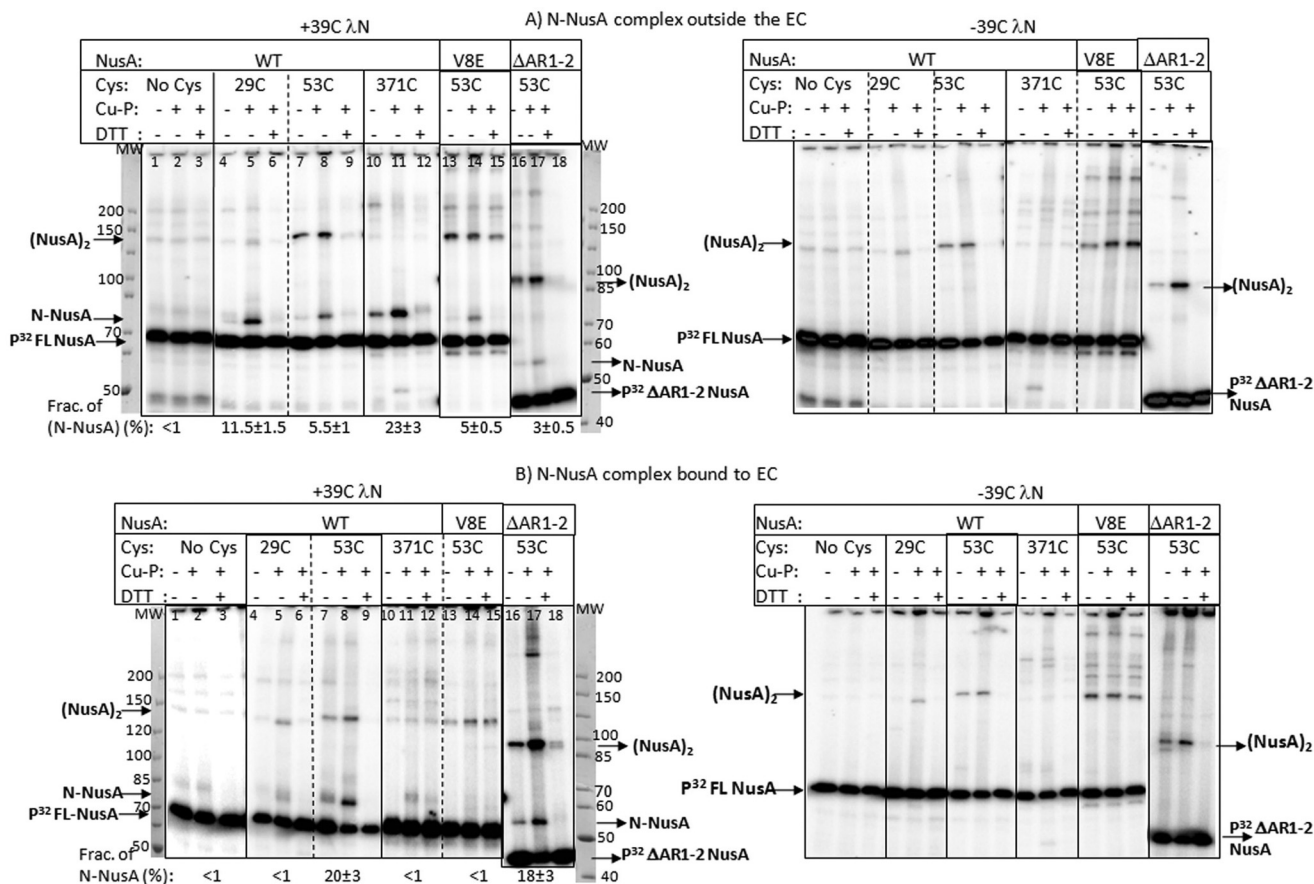 A) N-NusA complex outside the EC
+39C λN
NusA: WT V8E ΔAR1-2
Cys: No Cys 29C 53C 371C 53C 53C
Cu-P: - + + - + + - + + - + + - + + - + +
DTT : - - + - - + - - + - - + - - + - - +
MW 1 2 3 4 5 6 7 8 9 10 11 12 13 14 15 16 17 18 MW
200 200
150 150
(NusA)₂
100 100
(NusA)₂
85
N-NusA
70 70
P³² FL NusA
60
N-NusA
50 50
P³² ΔAR1-2 NusA
40
Frac. of
(N-NusA) (%): <1 11.5±1.5 5.5±1 23±3 5±0.5 3±0.5
-39C λN
NusA: WT V8E ΔAR1-2
Cys: No Cys 29C 53C 371C 53C 53C
Cu-P: - + + - + + - + + - + + - + + - + +
DTT : - - + - - + - - + - - + - - + - - +
(NusA)₂
(NusA)₂
P³² FL NusA
P³² ΔAR1-2
NusA
B) N-NusA complex bound to EC
+39C λN
NusA: WT V8E ΔAR1-2
Cys: No Cys 29C 53C 371C 53C 53C
Cu-P: - + + - + + - + + - + + - + + - + +
DTT : - - + - - + - - + - - + - - + - - +
MW 1 2 3 4 5 6 7 8 9 10 11 12 13 14 15 16 17 18 MW
200 200
150 150
(NusA)₂
120
100 100
(NusA)₂
85 85
N-NusA
70 70
P³² FL-NusA
60
N-NusA
50 50
P³² ΔAR1-2 NusA
40
Frac. of
N-NusA (%): <1 <1 20±3 <1 <1 18±3
-39C λN
NusA: WT V8E ΔAR1-2
Cys: No Cys 29C 53C 371C 53C 53C
Cu-P: - + + - + + - + + - + + - + + - + +
DTT : - - + - - + - - + - - + - - + - - +
(NusA)₂
(NusA)₂
P³² FL NusA
P³² ΔAR1-2
NusA